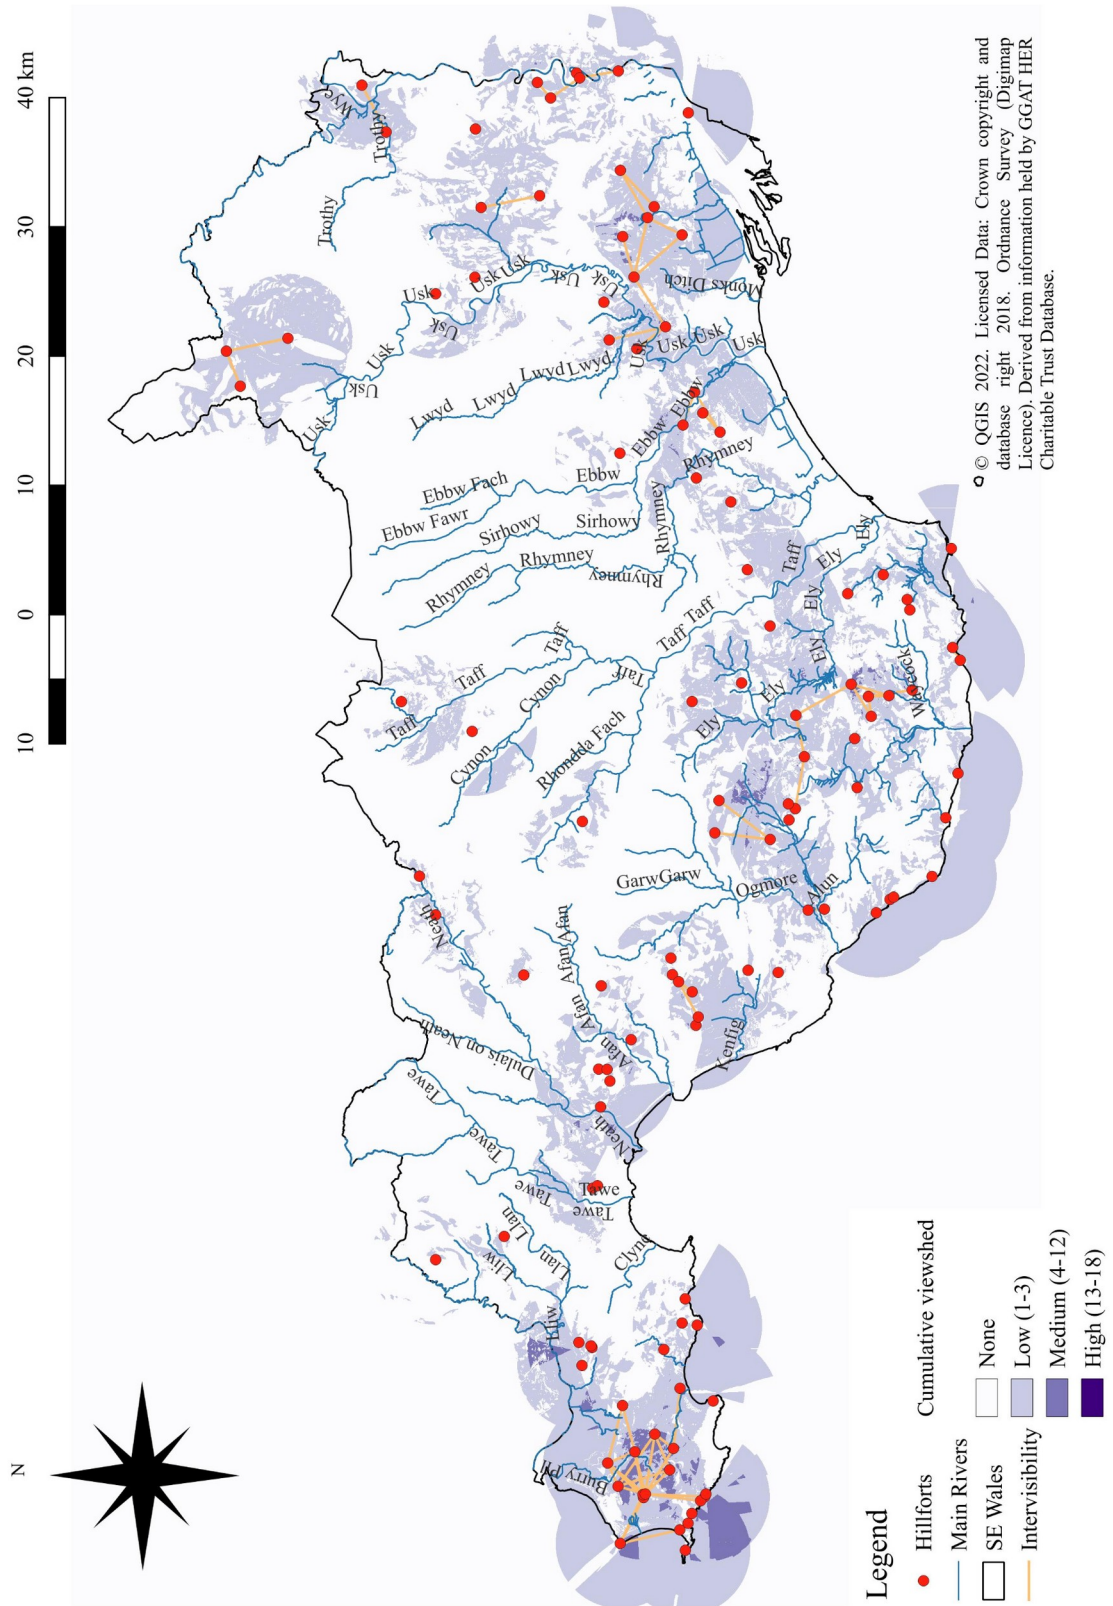 N
10 0 10 20 30 40 km
Wye
Trothy
Trothy
Usk
Usk
Usk
Usk
Usk
Usk
Usk
Usk
Usk
Usk
Usk
Usk
Usk
Monks Ditch
Lwyd
Lwyd
Lwyd
Lwyd
Ebbw
Ebbw
Ebbw
Ebbw Fach
Ebbw Fawr
Sirhowy
Sirhowy
Rhymney
Rhymney
Rhymney
Rhymney
Rhymney
Taff
Taff
Taff
Taff
Taff
Taff
Taff
Cynon
Cynon
Rhondda Fach
Ely
Ely
Ely
Ely
Ely
Ely
Waycock
Garw
Garw
Ogmore
Alun
Kenfig
Afan
Afan
Afan
Afan
Neath
Neath
Dulais on Neath
Tawe
Tawe
Tawe
Tawe
Tawe
Clyne
Llan
Llan
Lliw
Lliw
Burry Pill
Legend
Hillforts
Main Rivers
SE Wales
Intervisibility
Cumulative viewshed
None
Low (1-3)
Medium (4-12)
High (13-18)
© QGIS 2022. Licensed Data: Crown copyright and
database right 2018. Ordnance Survey (Digimap
Licence). Derived from information held by GGAT HER
Charitable Trust Database.